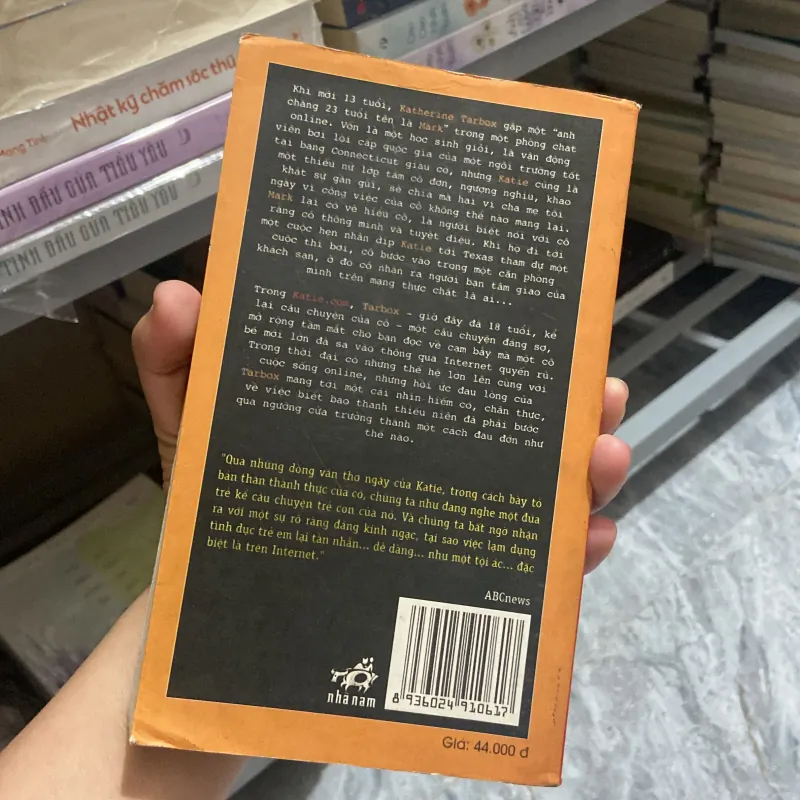 Nhật ký chăm sóc thú
Mang Tinh
TÌNH ĐẦU QUA TIỀU YÊU
TÌNH ĐẦU QUA TIỀU YÊU
Khi mới 13 tuổi, Katherine Tarbox gặp một "anh
chàng 23 tuổi tên là Mark" trong một phòng chat
online. Vốn là một học sinh giỏi, là vận động
viên bơi lội cấp quốc gia của một ngôi trường tốt
tại bang Connecticut giàu có, nhưng Katie cũng là
một thiếu nữ lớp tám cô đơn, ngượng nghịu, khao
khát sự gần gũi, sẻ chia mà hai vì cha mẹ tối
ngày vì công việc của cô không thể nào mang lại.
Mark lại có vẻ hiểu cô, là người biết nói với cô
rằng cô thông minh và tuyệt diệu. Khi họ đi tới
một cuộc hẹn nhân dịp Katie tới Texas tham dự một
cuộc thi bơi, cô bước vào trong một căn phòng
khách sạn, ở đó cô nhận ra người bạn tâm giao của
mình trên mạng thực chất là ai...
Trong Katie.com, Tarbox - giờ đây đã 18 tuổi, kể
lại câu chuyện của cô - một câu chuyện đáng sợ,
mở rộng tầm mắt cho bạn đọc về cạm bẫy mà một cô
bé mới lớn đã sa vào thông qua Internet quyến rũ.
Trong thời đại có những thế hệ lớn lên cùng với
cuộc sống online, những hồi ức đau lòng của
Tarbox mang tới một cái nhìn hiếm có, chân thực,
về việc biết bao thanh thiếu niên đã phải bước
qua ngưỡng cửa trưởng thành một cách đau đớn như
thế nào.
"Qua những dòng văn thơ ngây của Katie, trong cách bày tỏ
bản thân thành thực của cô, chúng ta như đang nghe một đứa
trẻ kể câu chuyện trẻ con của nó. Và chúng ta bất ngờ nhận
ra với một sự rõ ràng đáng kinh ngạc, tại sao việc lạm dụng
tình dục trẻ em lại tàn nhẫn... dễ dàng... như một tội ác... đặc
biệt là trên Internet."
ABCnews
nhã nam
8 936024 910617
Giá: 44.000 đ